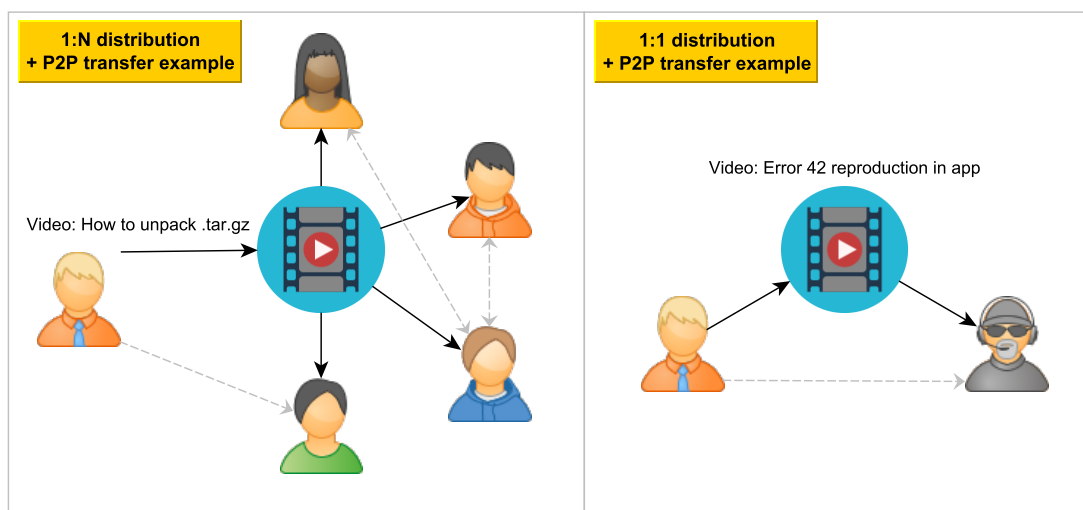 1:N distribution
+ P2P transfer example
Video: How to unpack .tar.gz
1:1 distribution
+ P2P transfer example
Video: Error 42 reproduction in app